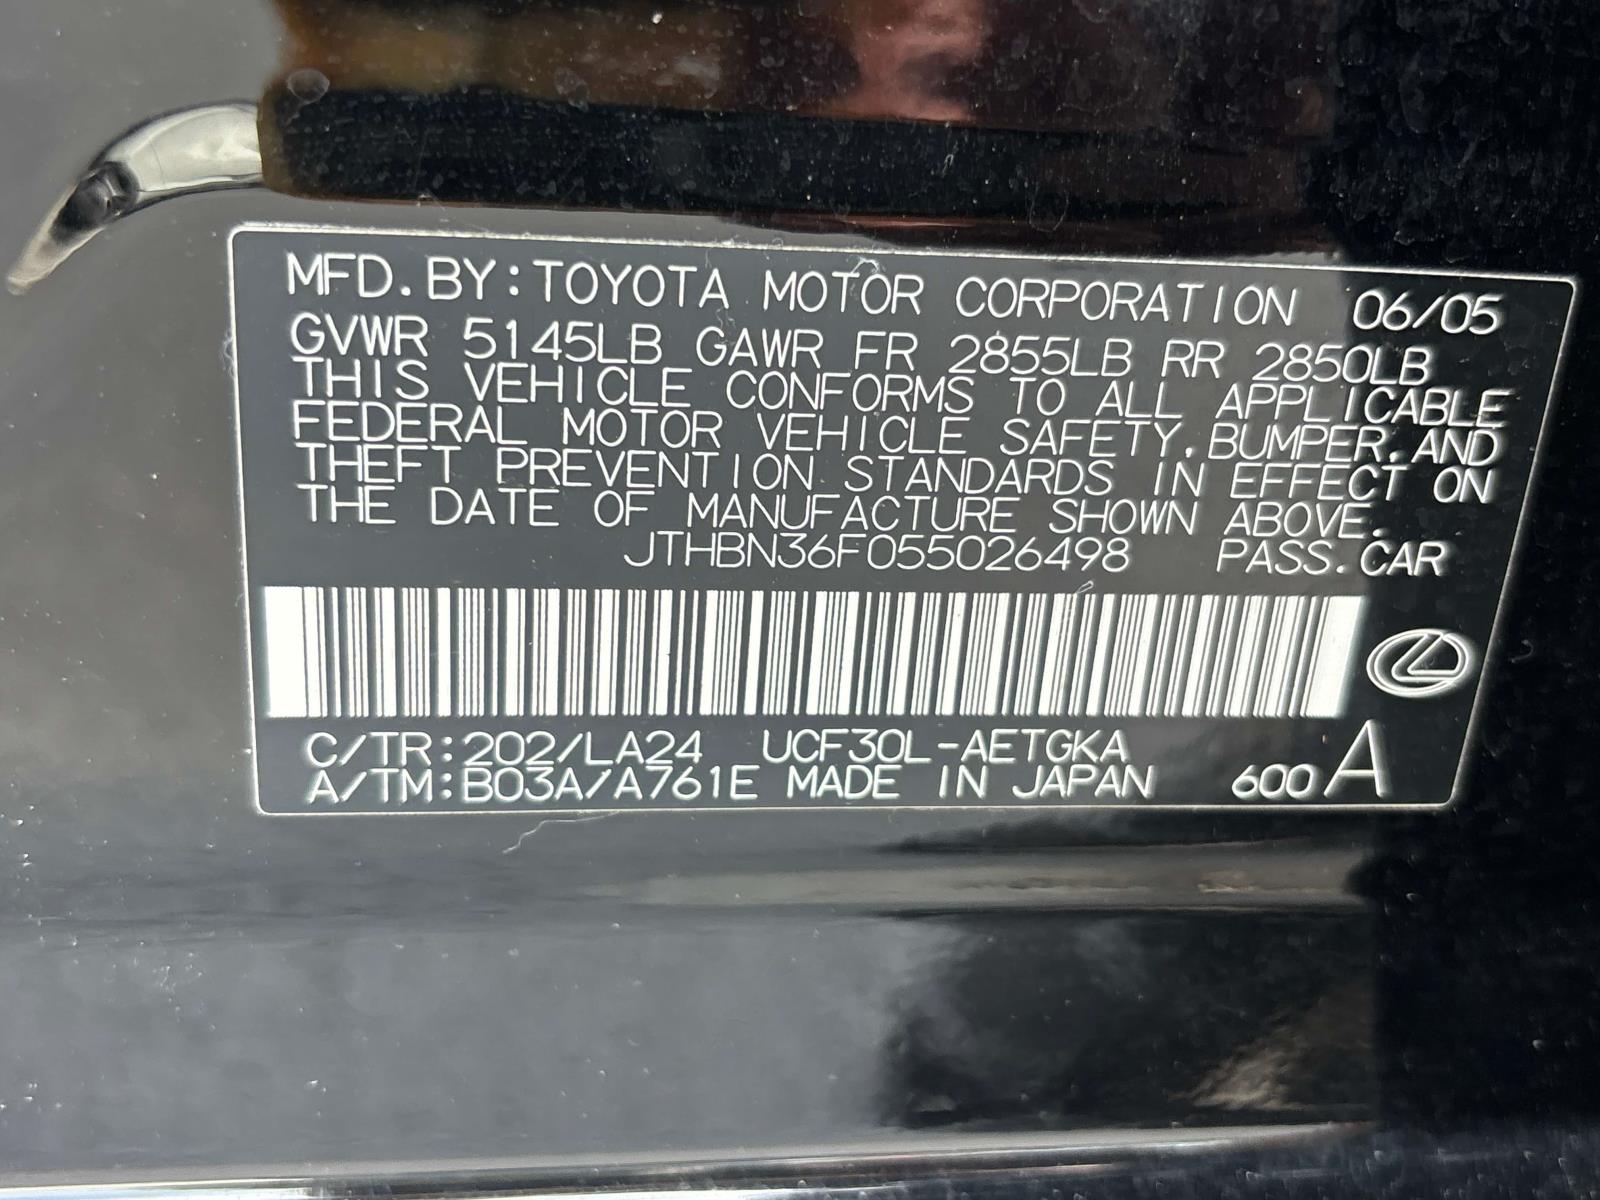 MFD. BY: TOYOTA MOTOR CORPORATION 06/05
GVWR 5145LB GAWR FR 2855LB RR 2850LB
THIS VEHICLE CONFORMS TO ALL APPLICABLE
FEDERAL MOTOR VEHICLE SAFETY, BUMPER, AND
THEFT PREVENTION STANDARDS IN EFFECT ON
THE DATE OF MANUFACTURE SHOWN ABOVE.
JTHBN36F055026498 PASS. CAR
C/TR: 202/LA24 UCF30L-AETGKA
A/TM: B03A/A761E MADE IN JAPAN 600 A